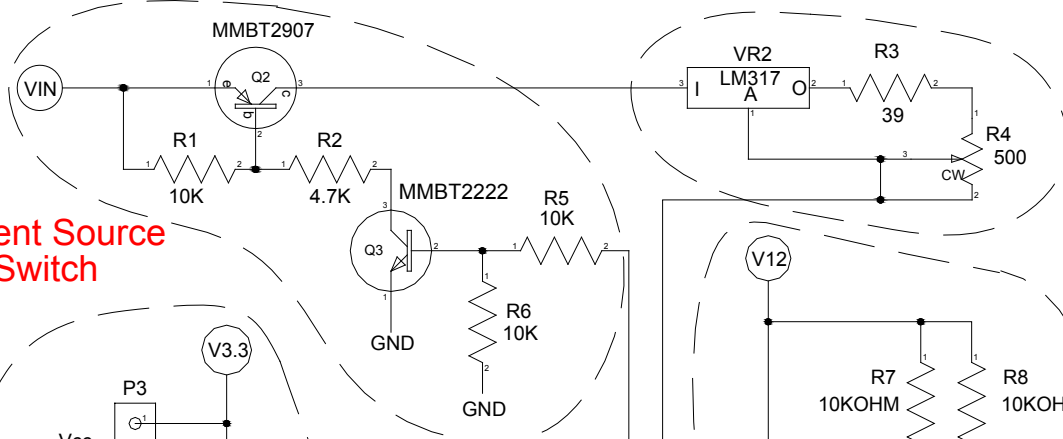 MMBT2907
VIN
1
e
Q2
c
3
b
2
R1
1
2
10K
R2
1
2
4.7K
MMBT2222
3
Q3
2
1
GND
R5
10K
1
2
1
R6
10K
2
GND
VR2
LM317
3
I
A
O
2
1
R3
1
2
39
1
R4
500
3
CW
2
ent Source
Switch
V12
V3.3
P3
1
R7
1
10KOHM
1
R8
10KOH